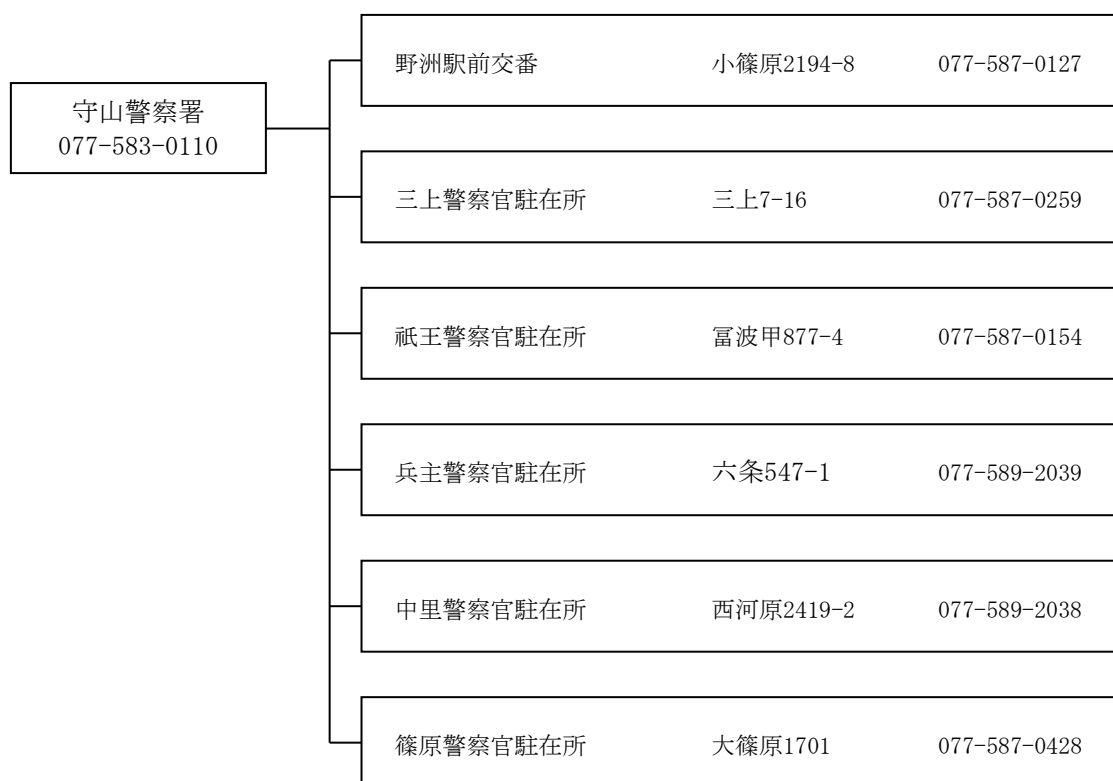 守山警察署
077-583-0110
野洲駅前交番 小篠原2194-8 077-587-0127
三上警察官駐在所 三上7-16 077-587-0259
祇王警察官駐在所 冨波甲877-4 077-587-0154
兵主警察官駐在所 六条547-1 077-589-2039
中里警察官駐在所 西河原2419-2 077-589-2038
篠原警察官駐在所 大篠原1701 077-587-0428